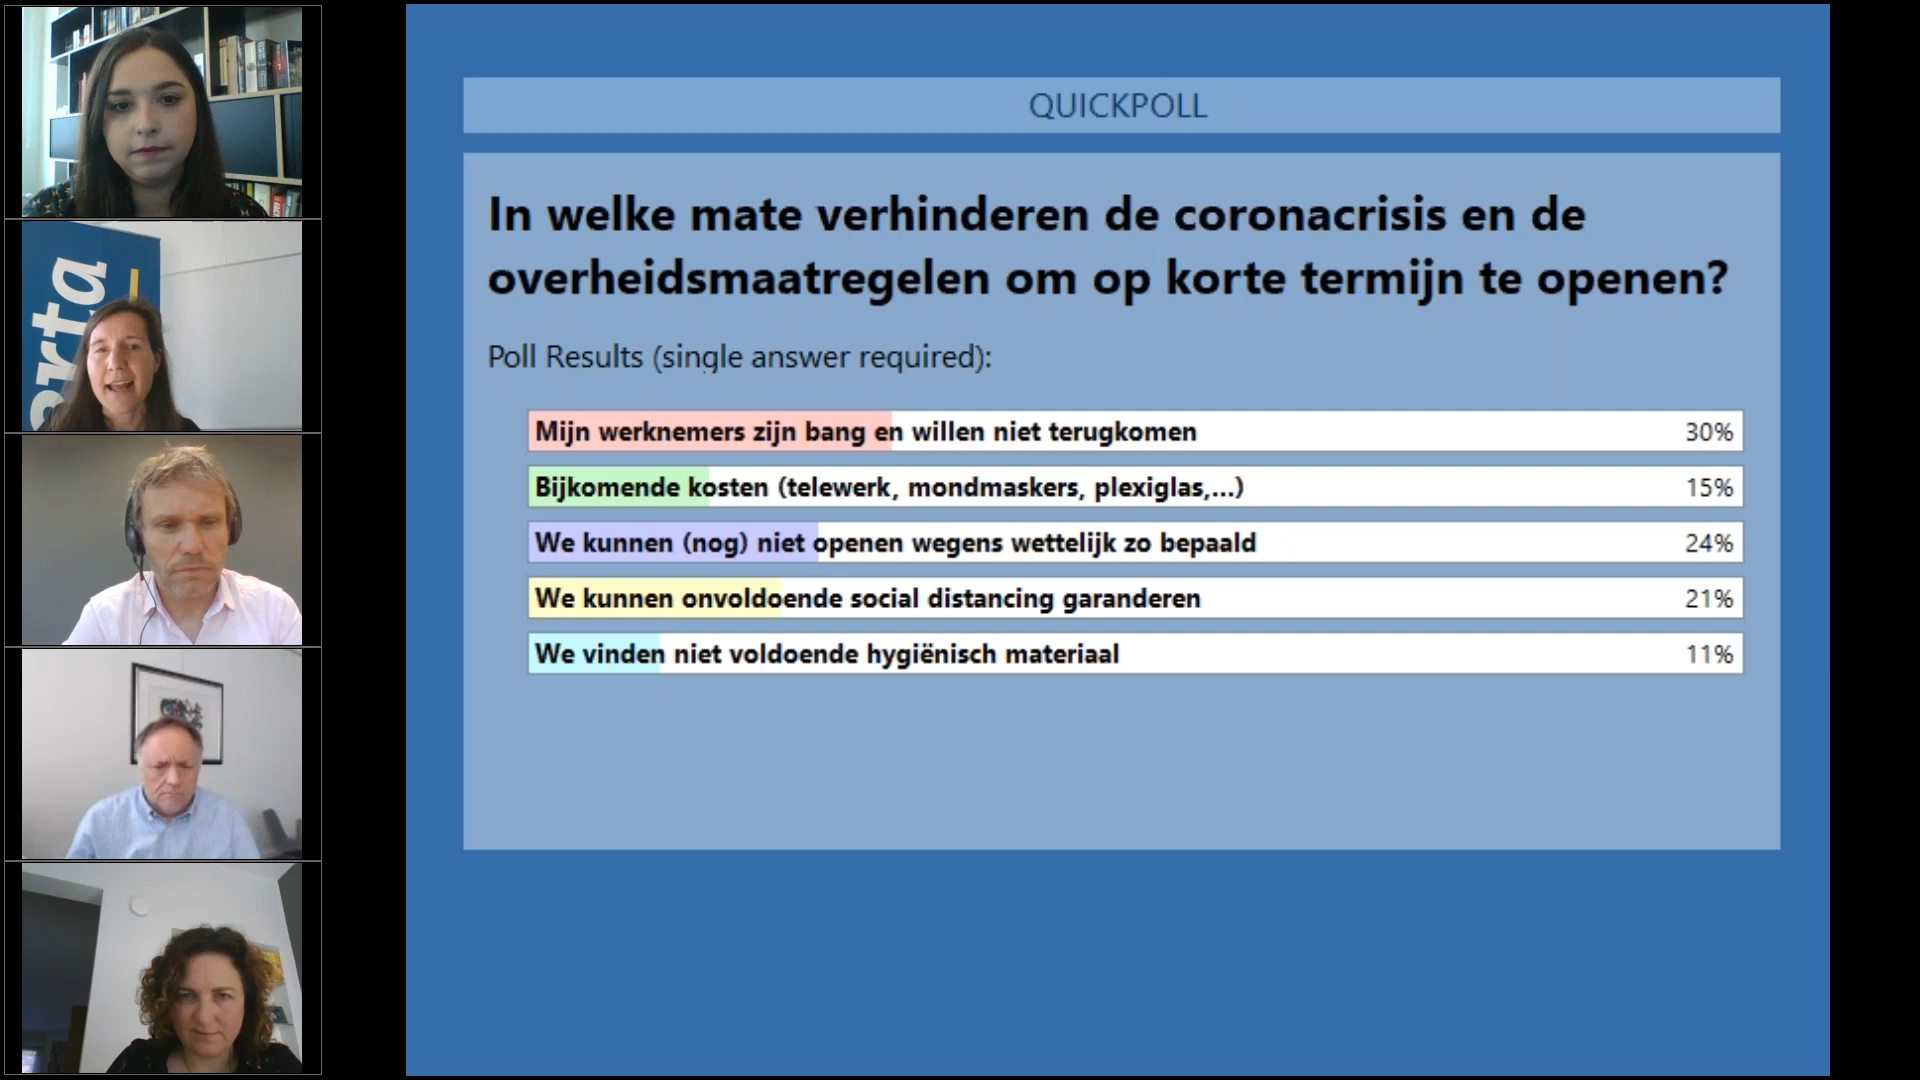 erta
QUICKPOLL
In welke mate verhinderen de coronacrisis en de
overheidsmaatregelen om op korte termijn te openen?
Poll Results (single answer required):
Mijn werknemers zijn bang en willen niet terugkomen 30%
Bijkomende kosten (telewerk, mondmaskers, plexiglas,...) 15%
We kunnen (nog) niet openen wegens wettelijk zo bepaald 24%
We kunnen onvoldoende social distancing garanderen 21%
We vinden niet voldoende hygiënisch materiaal 11%